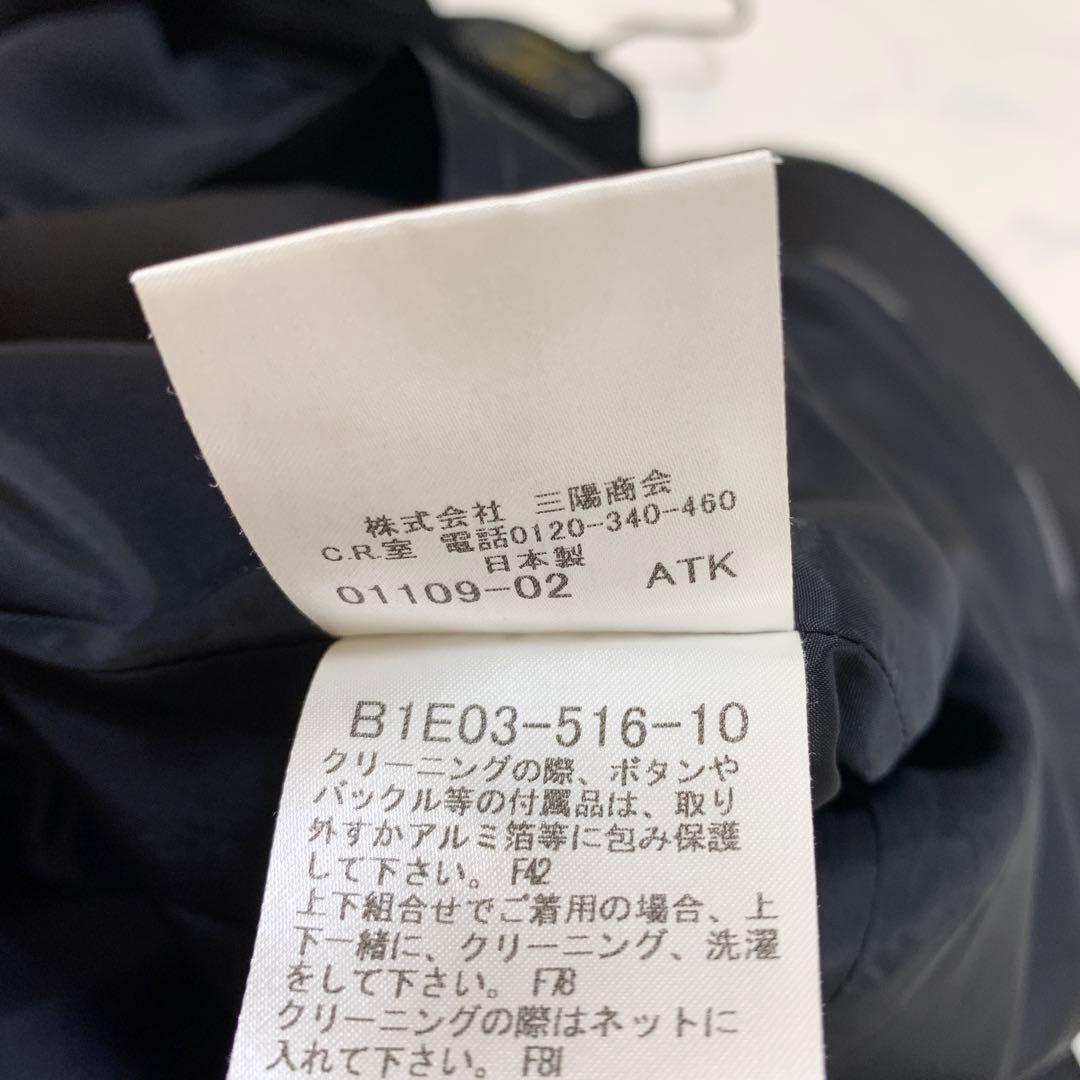 株式会社 三陽商会
C.R.室 電話0120-340-460
日本製
01109-02 ATK
B1E03-516-10
クリーニングの際、ボタンや
バックル等の付属品は、取り
外すかアルミ箔等に包み保護
して下さい。F42
上下組合せでご着用の場合、上
下一緒に、クリーニング、洗濯
をして下さい。F78
クリーニングの際はネットに
入れて下さい。F81